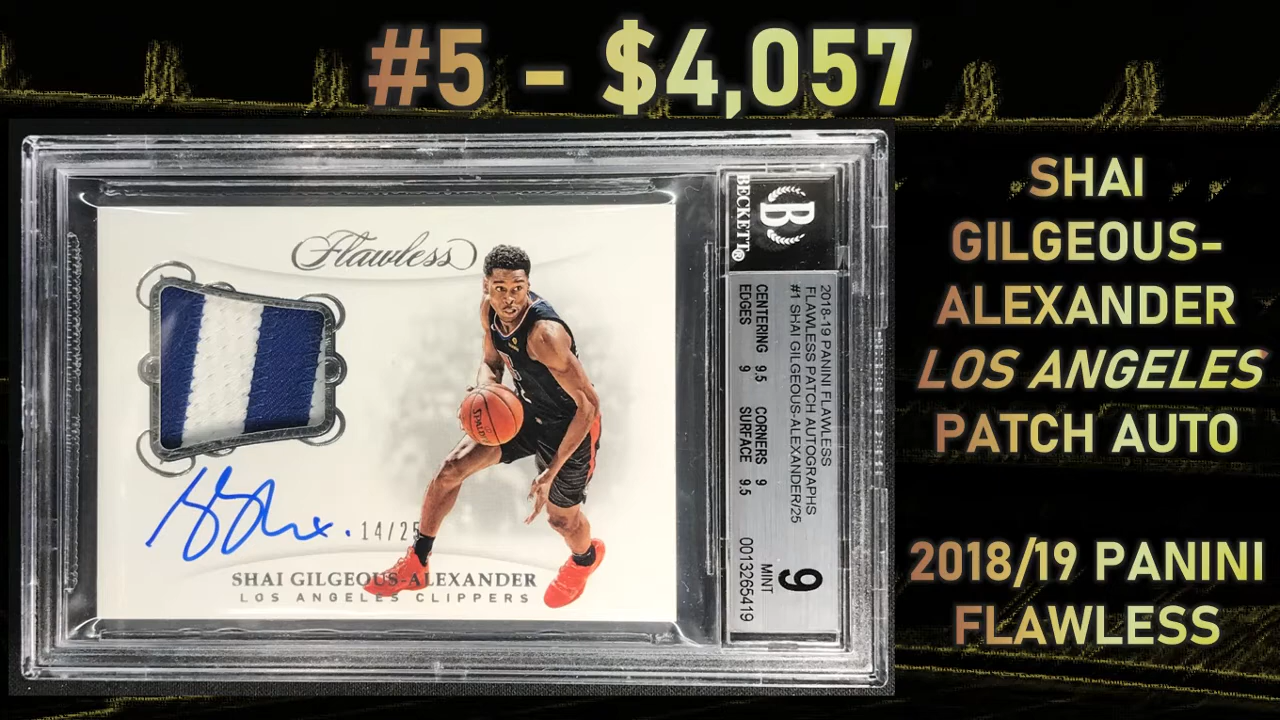 #5 - $4,057
SHAI
GILGEOUS-
ALEXANDER
LOS ANGELES
PATCH AUTO
2018/19 PANINI
FLAWLESS
Flawless
14/25
SHAI GILGEOUS-ALEXANDER
LOS ANGELES CLIPPERS
SPALDING
B
BECKETT®
2018-19 PANINI FLAWLESS
FLAWLESS PATCH AUTOGRAPHS
#1 SHAI GILGEOUS-ALEXANDER/25
CENTERING 9.5 CORNERS 9
EDGES 9 SURFACE 9.5
9
MINT
0013265419